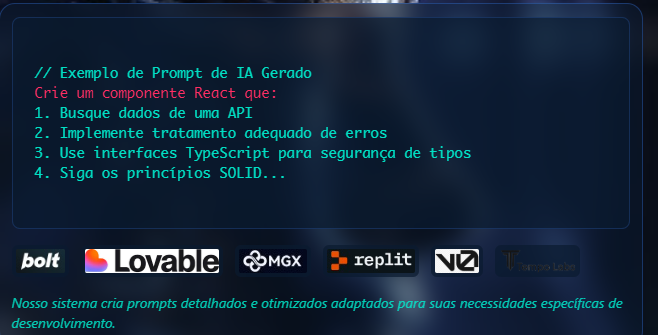 // Exemplo de Prompt de IA Gerado
Crie um componente React que:
1. Busque dados de uma API
2. Implemente tratamento adequado de erros
3. Use interfaces TypeScript para segurança de tipos
4. Siga os princípios SOLID...
bolt Lovable MGX replit v0 Tempo Labs
Nosso sistema cria prompts detalhados e otimizados adaptados para suas necessidades específicas de
desenvolvimento.